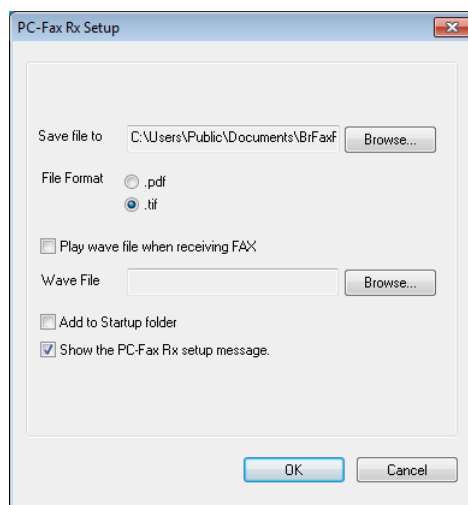 PC-Fax Rx Setup
Save file to C:\Users\Public\Documents\BrFaxF Browse...
File Format .pdf
.tif
Play wave file when receiving FAX
Wave File Browse...
Add to Startup folder
Show the PC-Fax Rx setup message.
OK Cancel